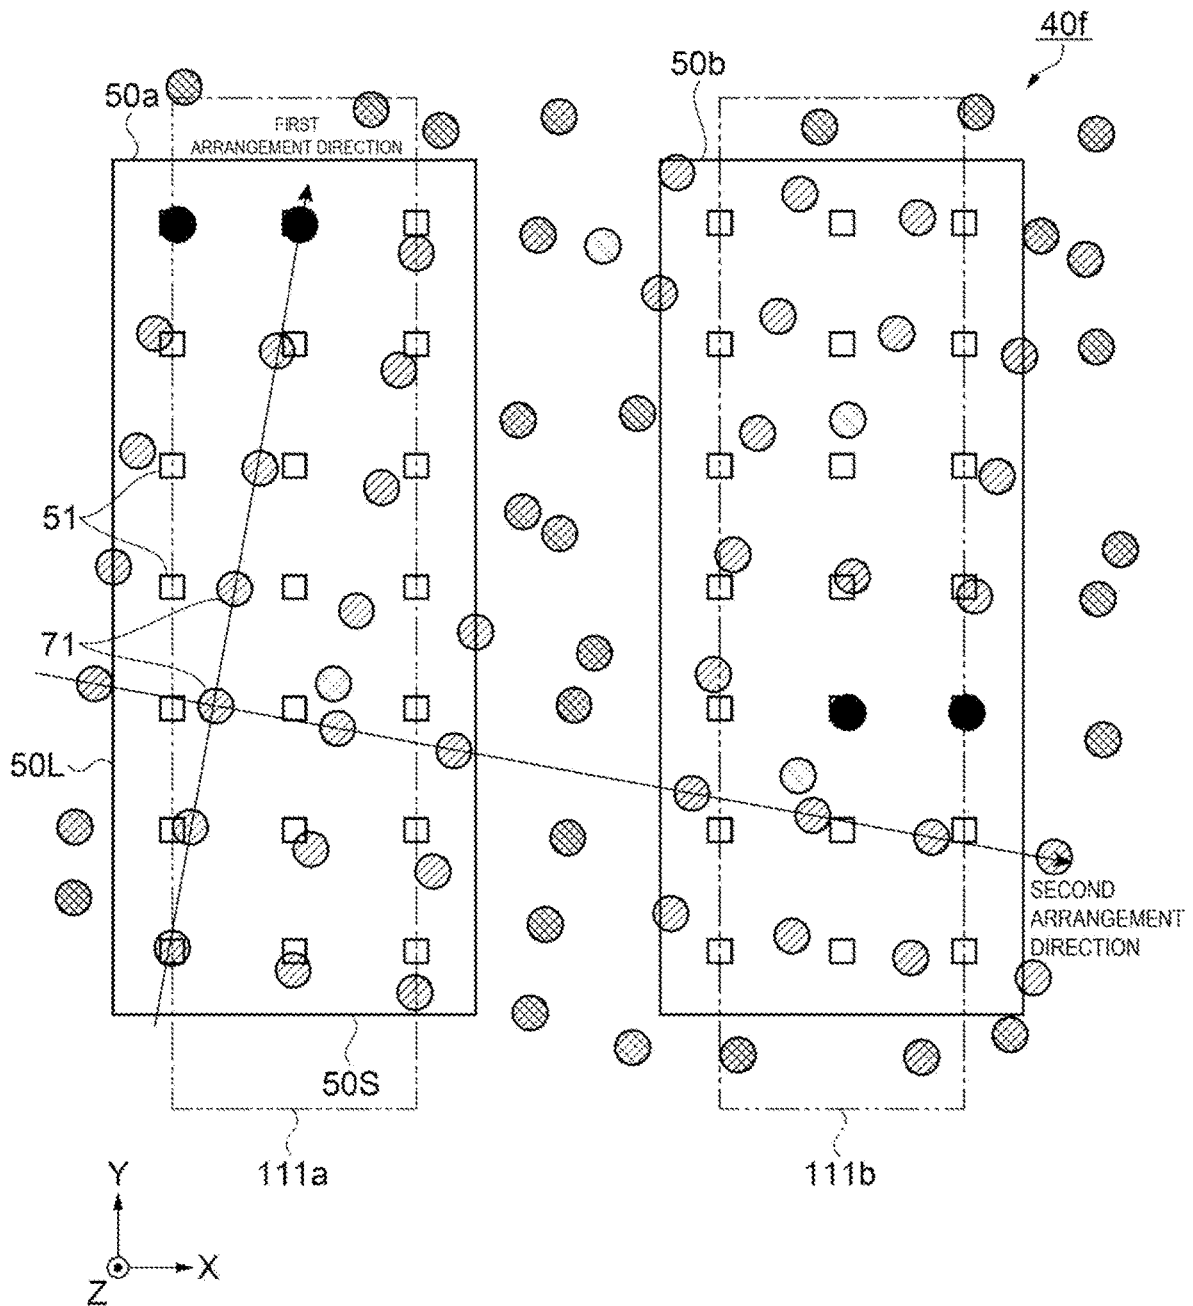 40f
50b
50a
FIRST
ARRANGEMENT DIRECTION
51
71
50L
SECOND
ARRANGEMENT
DIRECTION
50S
111a
111b
Y
X
Z